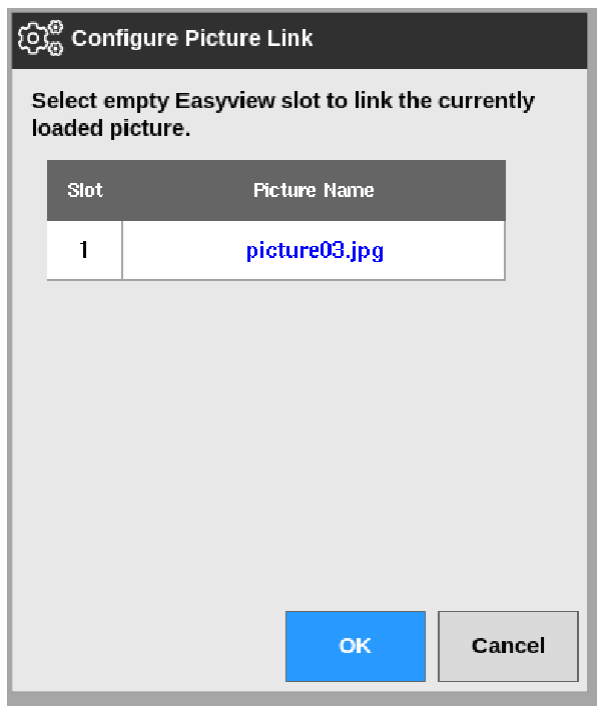 Configure Picture Link
Select empty Easyview slot to link the currently
loaded picture.
Slot Picture Name
1 picture03.jpg
OK Cancel